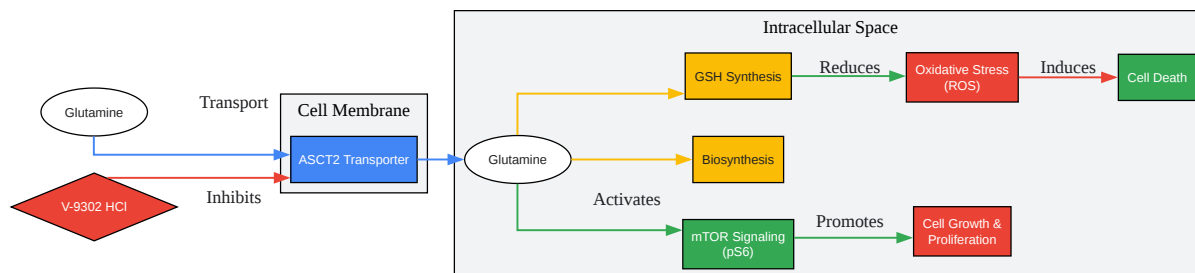 Intracellular Space
GSH Synthesis
Reduces
Oxidative Stress
(ROS)
Induces
Cell Death
Glutamine
Transport
Cell Membrane
ASCT2 Transporter
Glutamine
Biosynthesis
V-9302 HCl
Inhibits
Activates
mTOR Signaling
(pS6)
Promotes
Cell Growth &
Proliferation